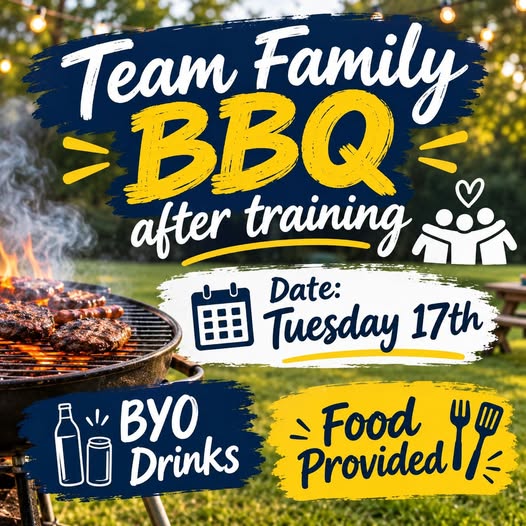 Team Family
BBQ
after training
Date:
Tuesday 17th
BYO
Drinks
Food
Provided